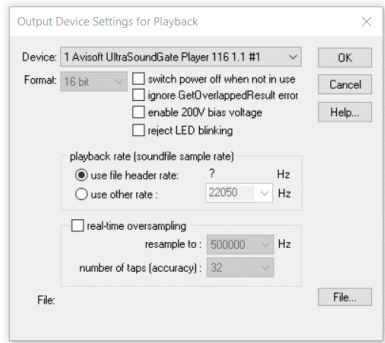 Output Device Settings for Playback
Device: 1 Avisoft UltraSoundGate Player 116 1.1 #1 OK
Format: 16 bit switch power off when not in use Cancel
ignore GetOverlappedResult error
enable 200V bias voltage Help...
reject LED blinking
playback rate (soundfile sample rate)
use file header rate: ? Hz
use other rate : 22050 Hz
real-time oversampling
resample to : 500000 Hz
number of taps (accuracy) : 32
File: File...